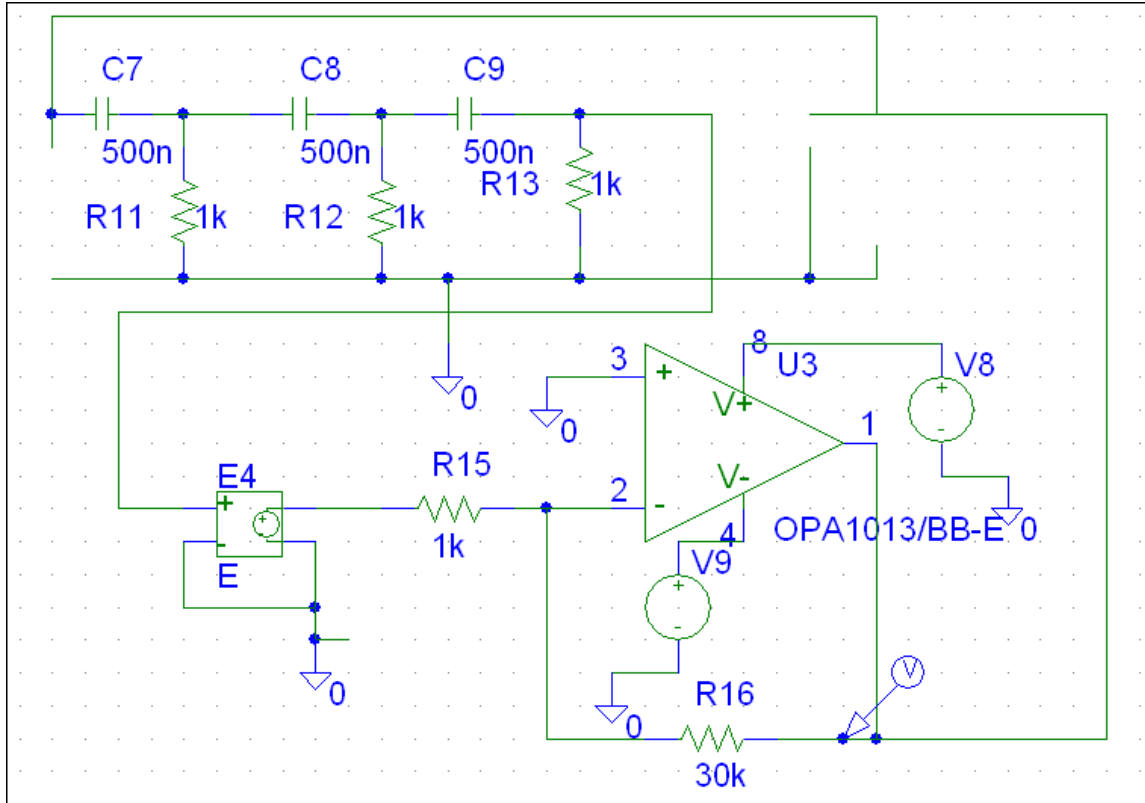 C7 C8 C9
500n 500n 500n
R11 1k R12 1k R13 1k
0
3 + 8 U3 V8
+
-
V+
0
1
R15
E4 2 - V-
+ + - 1k 4 OPA1013/BB-E 0
- E V9
+
-
0
R16 V
0
30k